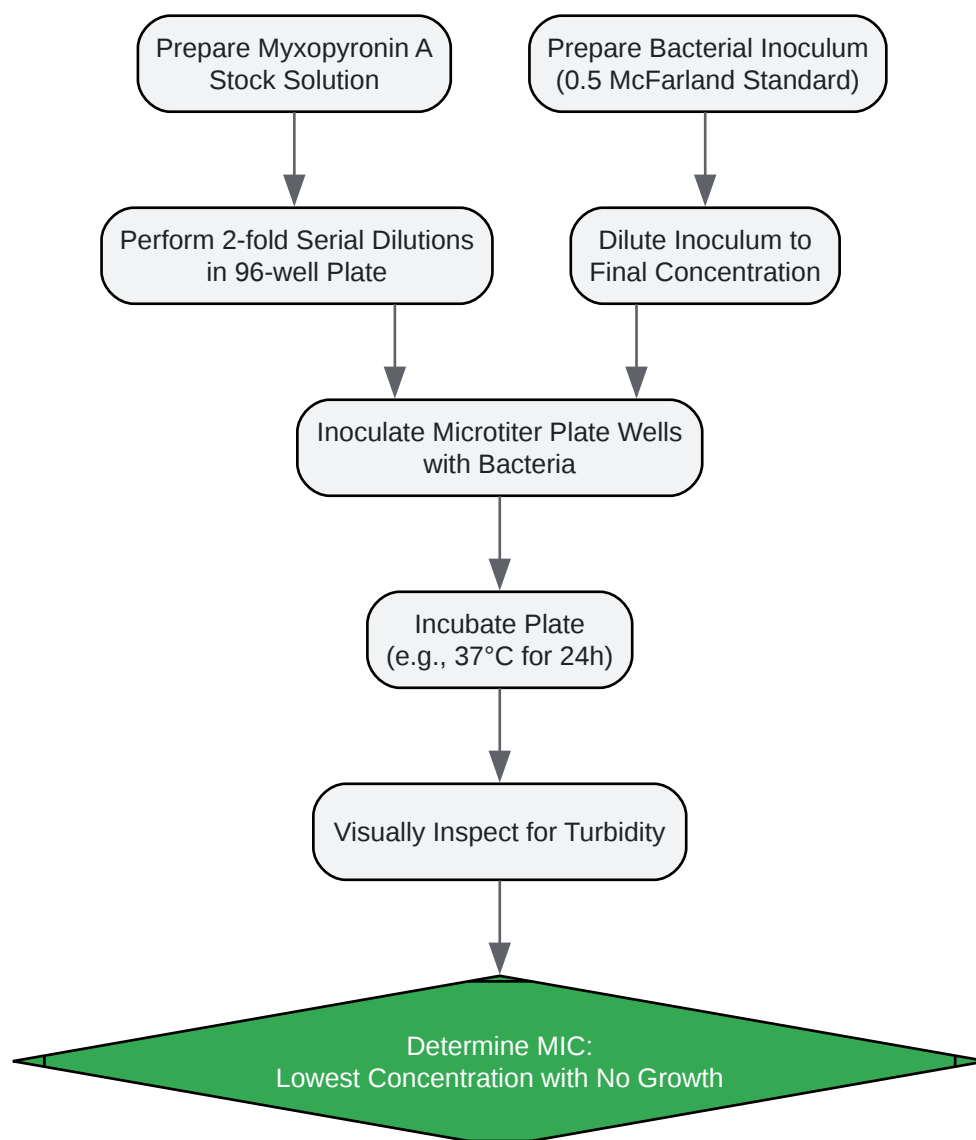 Prepare Myxopyronin A
Stock Solution
Prepare Bacterial Inoculum
(0.5 McFarland Standard)
Perform 2-fold Serial Dilutions
in 96-well Plate
Dilute Inoculum to
Final Concentration
Inoculate Microtiter Plate Wells
with Bacteria
Incubate Plate
(e.g., 37°C for 24h)
Visually Inspect for Turbidity
Determine MIC:
Lowest Concentration with No Growth